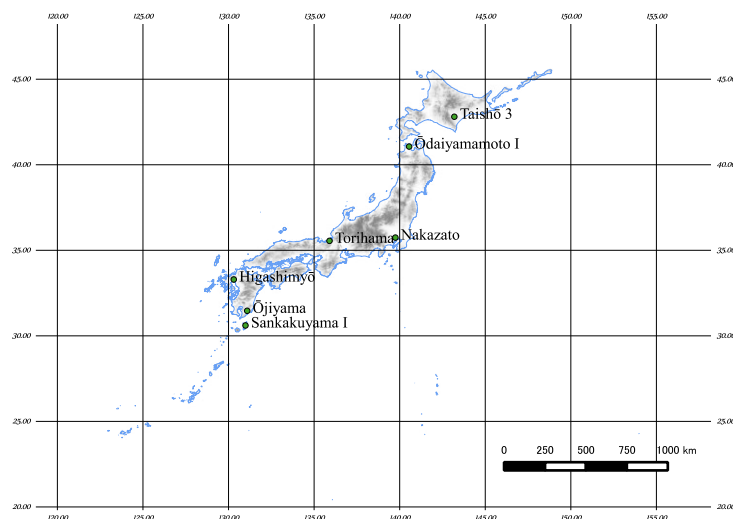 120.00 125.00 130.00 135.00 140.00 145.00 150.00 155.00
45.00 45.00
Taishō 3
Ōdaiyamamoto I
40.00 40.00
Torihama Nakazato
35.00 35.00
Higashimyō
Ōjiyama
Sankakuyama I
30.00 30.00
25.00 25.00
0 250 500 750 1000 km
20.00 20.00
120.00 125.00 130.00 135.00 140.00 145.00 150.00 155.00